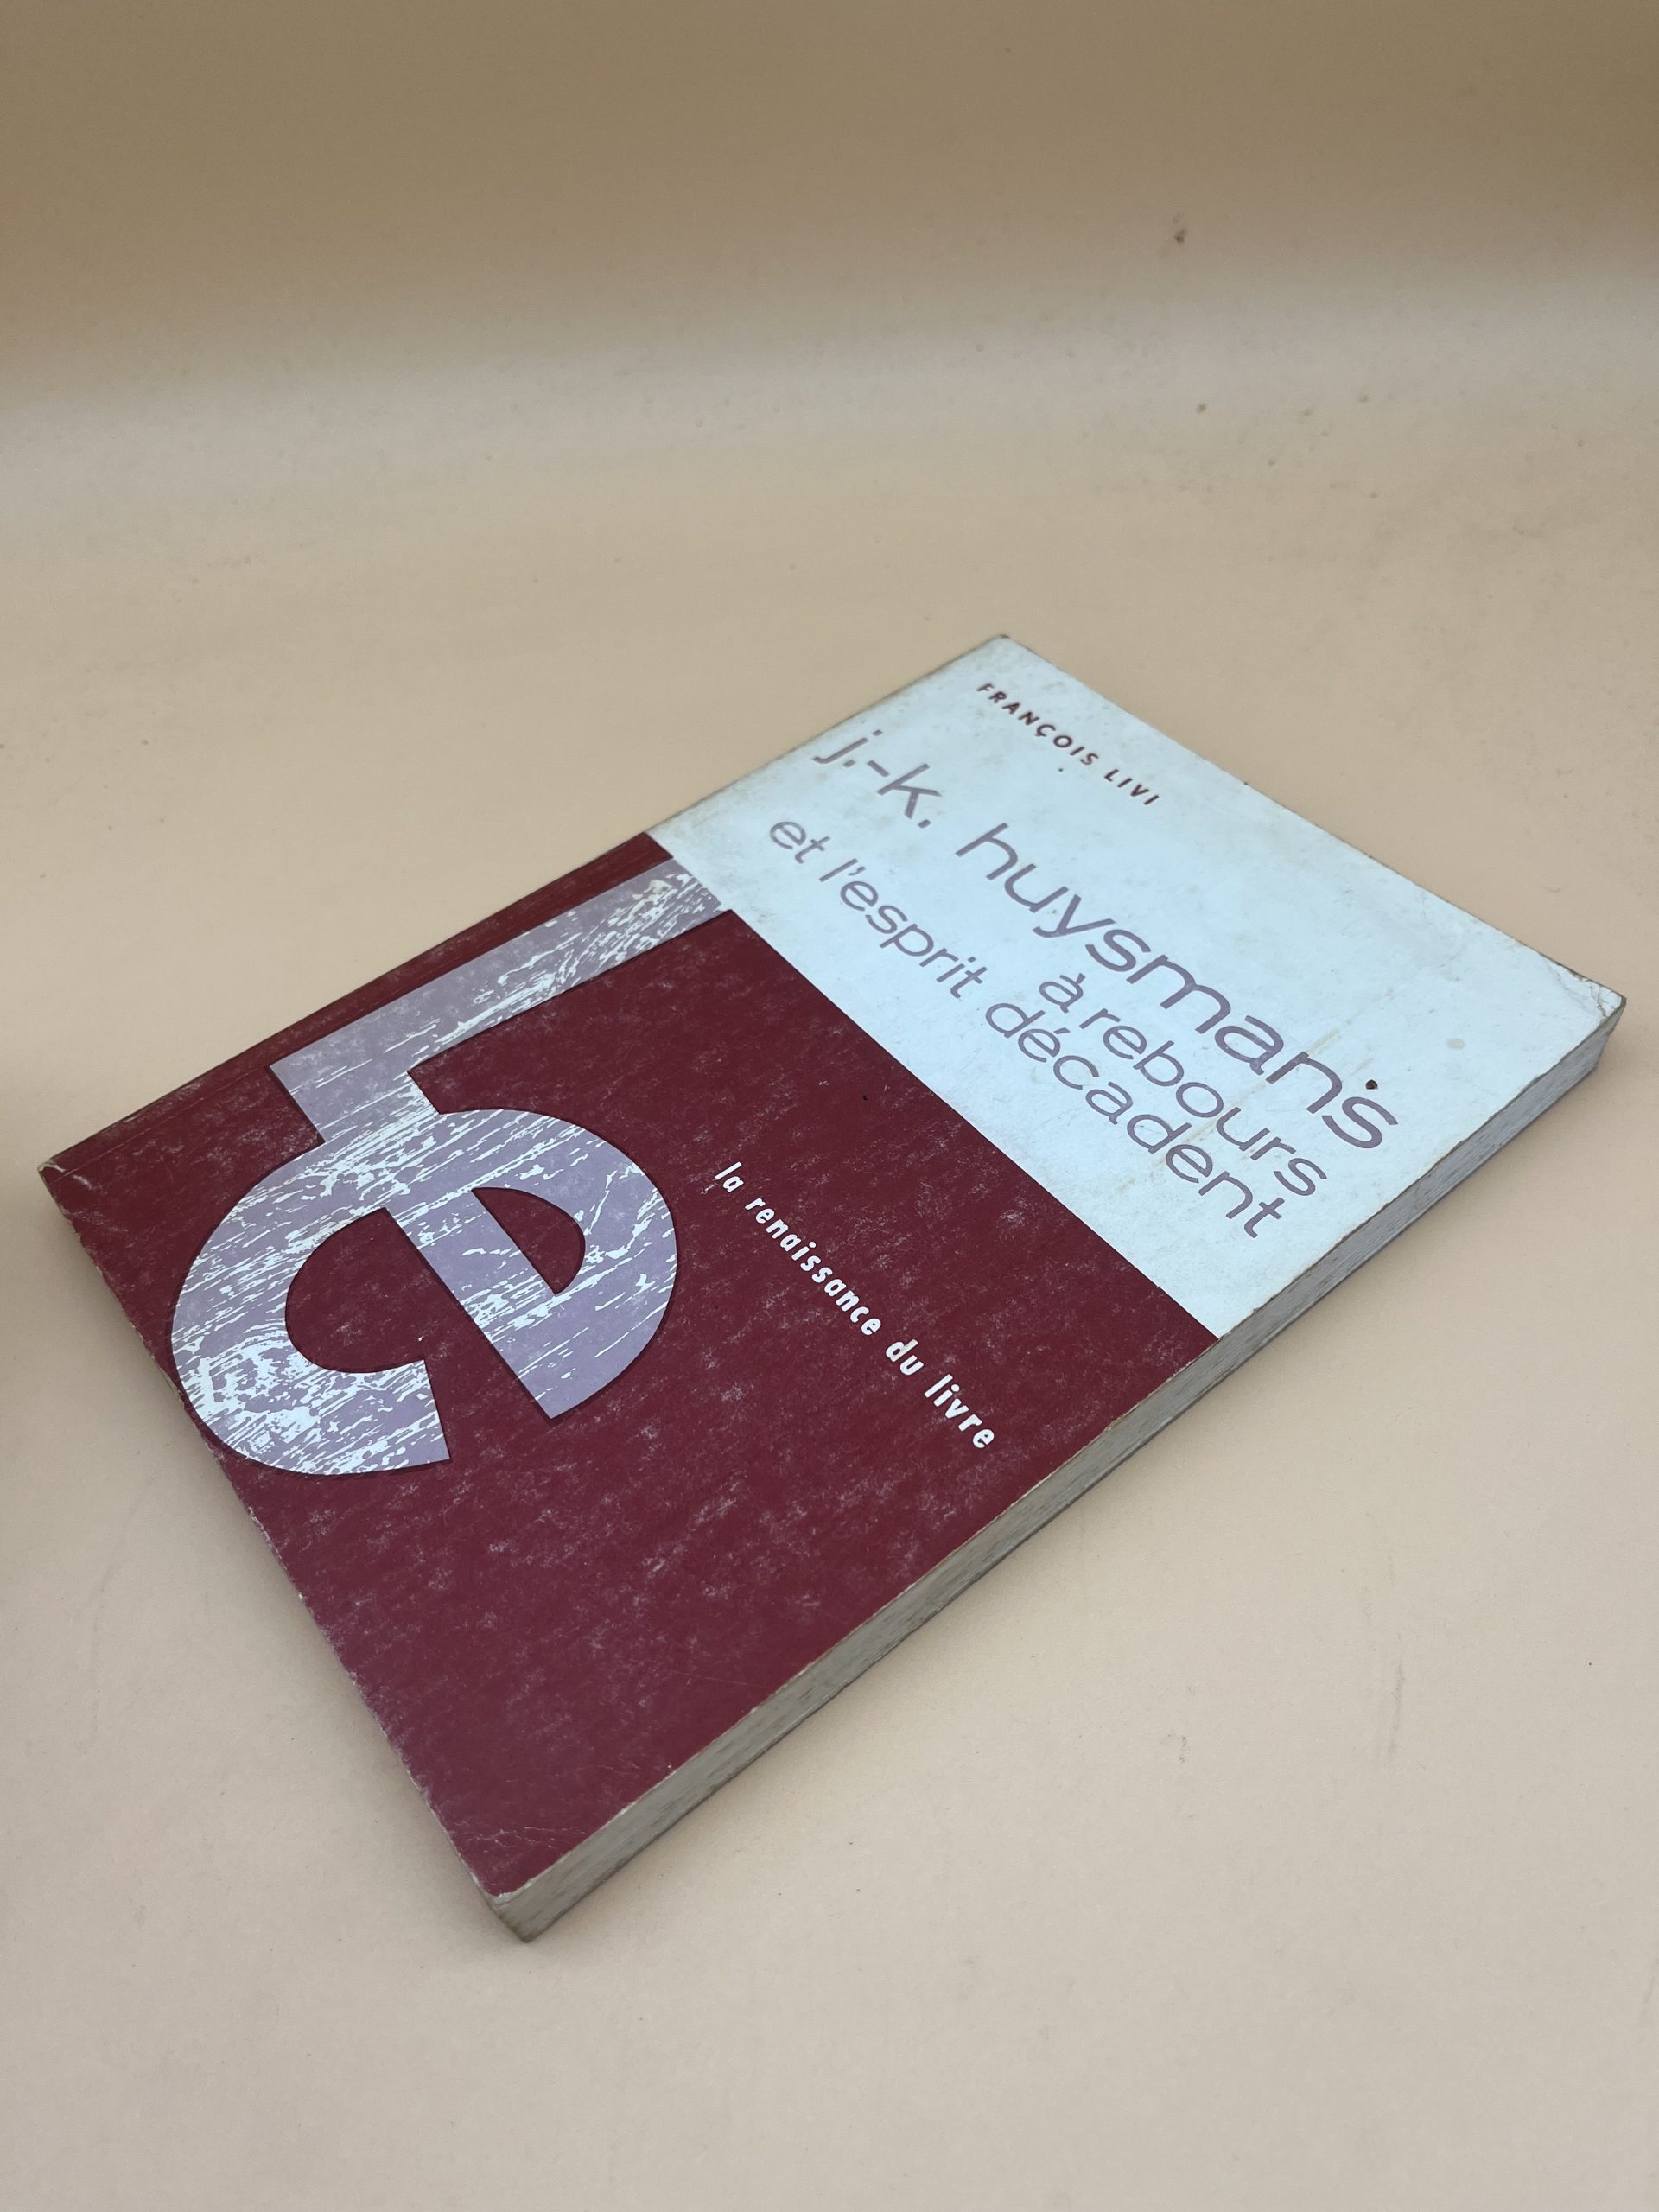 FRANÇOIS LIVI
j.-k. huysmans
à rebours
et l'esprit décadent
la renaissance du livre